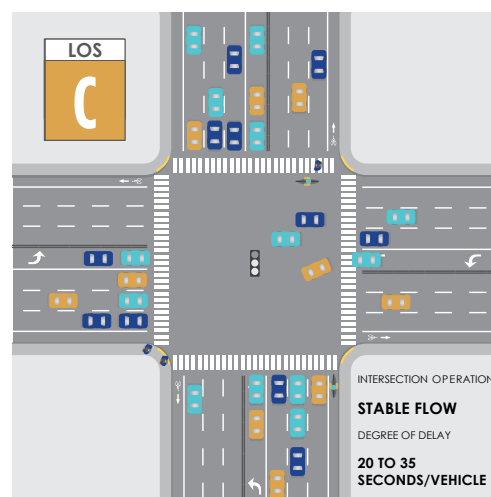 LOS
C
INTERSECTION OPERATION
STABLE FLOW
DEGREE OF DELAY
20 TO 35
SECONDS/VEHICLE